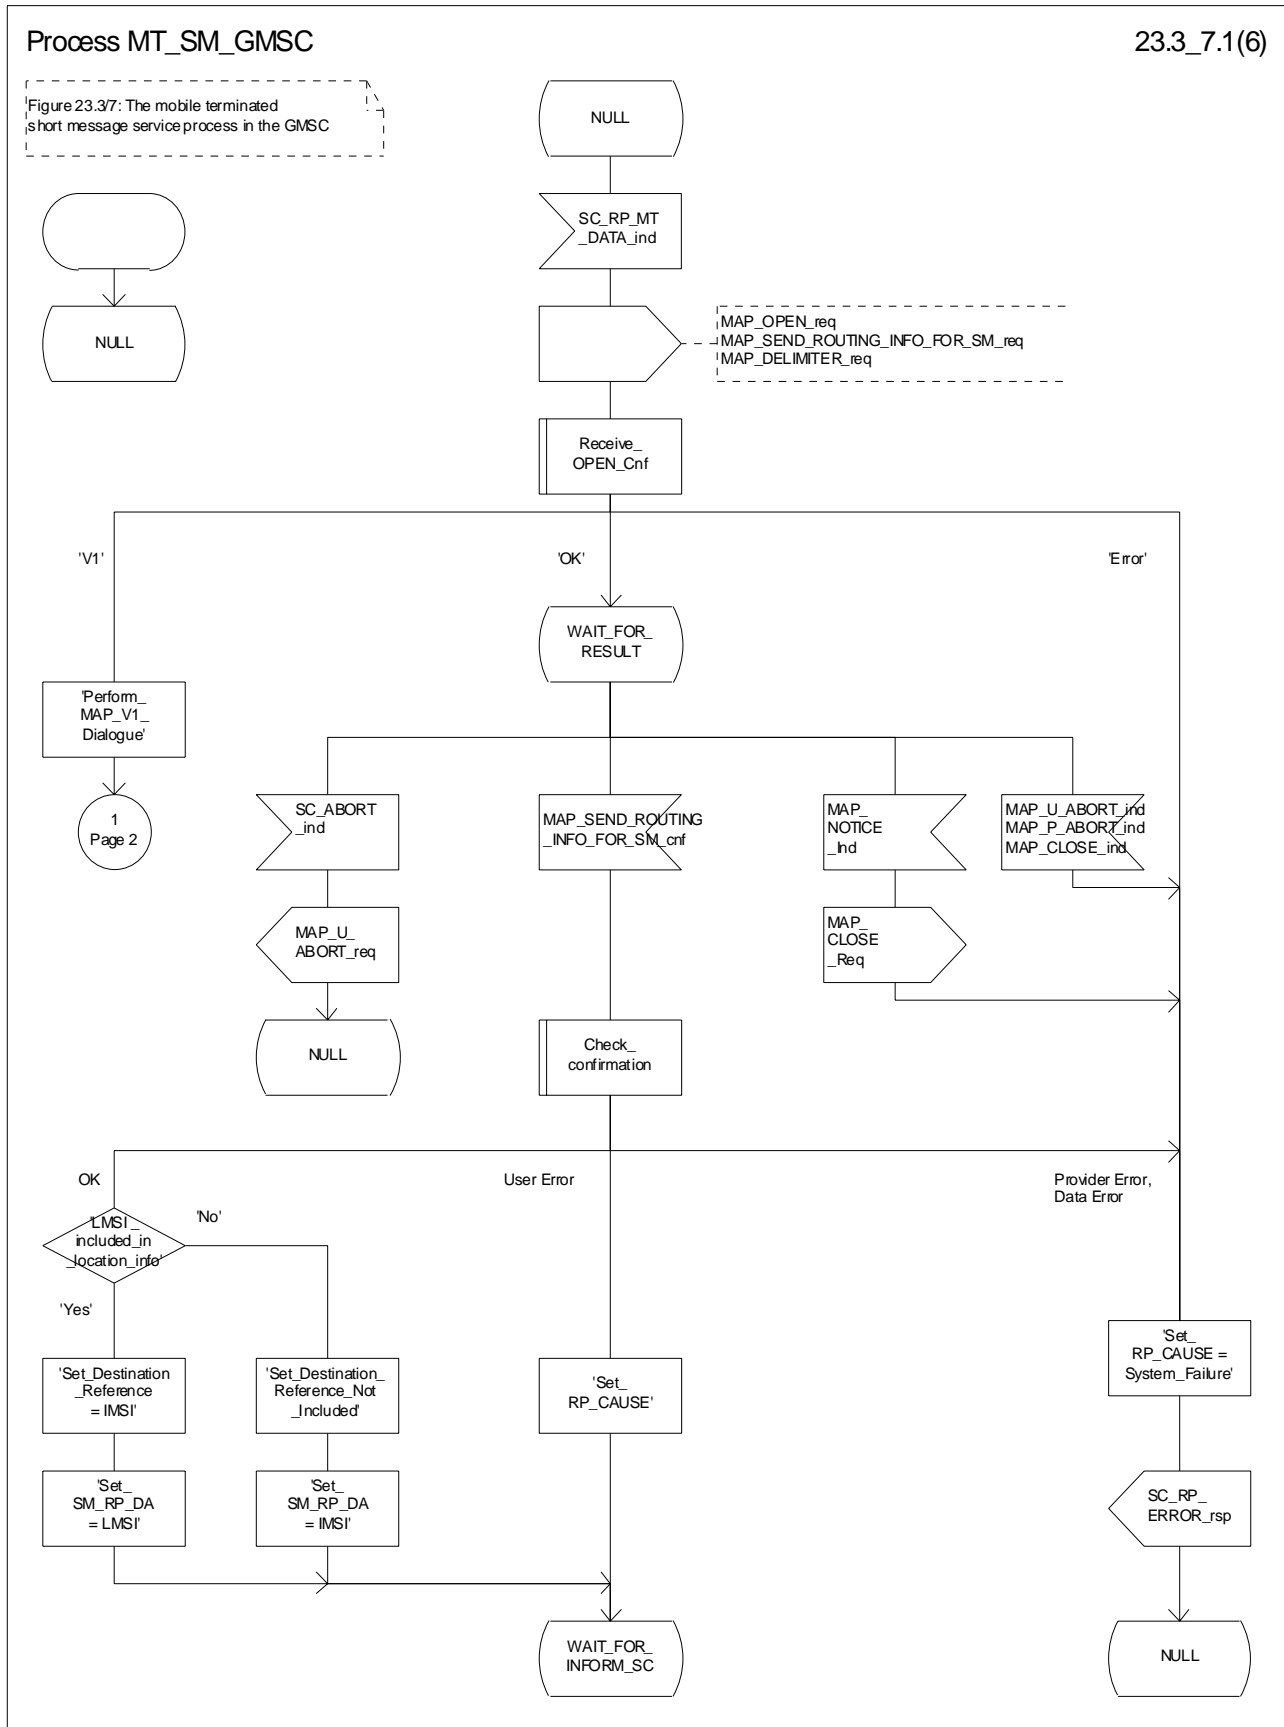 Process MT_SM_GMSC
23.3_7.1(6)
Figure 23.3/7: The mobile terminated
short message service process in the GMSC
NULL
SC_RP_MT
_DATA_ind
NULL
MAP_OPEN_req
MAP_SEND_ROUTING_INFO_FOR_SM_req
MAP_DELIMITER_req
Receive_
OPEN_Cnf
'V1'
'OK'
'Error'
WAIT_FOR_
RESULT
'Perform_
MAP_V1_
Dialogue'
1
Page 2
SC_ABORT
_ind
MAP_SEND_ROUTING
_INFO_FOR_SM_cnf
MAP_
NOTICE
_Ind
MAP_U_ABORT_ind
MAP_P_ABORT_ind
MAP_CLOSE_ind
MAP_U_
ABORT_req
MAP_
CLOSE
_Req
NULL
Check_
confirmation
OK
User Error
Provider Error,
Data Error
'LMSI_
included_in
_location_info'
'No'
'Yes'
'Set_Destination
_Reference
= IMSI'
'Set_Destination_
Reference_Not
_Included'
'Set_
RP_CAUSE'
'Set_
RP_CAUSE =
System_Failure'
'Set_
SM_RP_DA
= LMSI'
'Set_
SM_RP_DA
= IMSI'
SC_RP_
ERROR_rsp
WAIT_FOR_
INFORM_SC
NULL